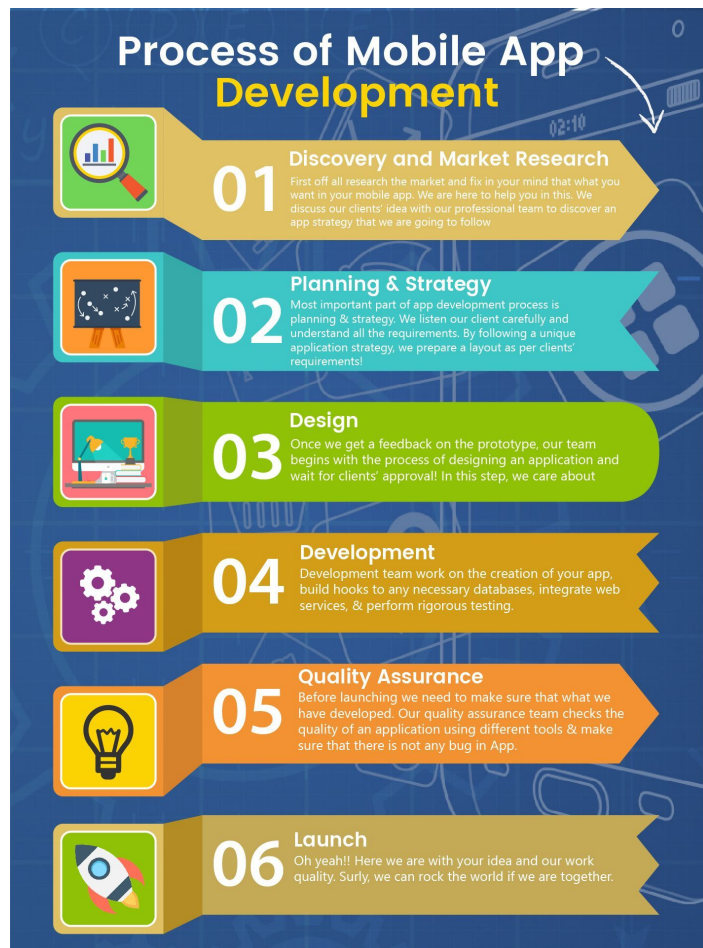 Process of Mobile App
Development
02:10
01
Discovery and Market Research
First off all research the market and fix in your mind that what you
want in your mobile app. We are here to help you in this. We
discuss our clients' idea with our professional team to discover an
app strategy that we are going to follow
02
Planning & Strategy
Most important part of app development process is
planning & strategy. We listen our client carefully and
understand all the requirements. By following a unique
application strategy, we prepare a layout as per clients'
requirements!
03
Design
Once we get a feedback on the prototype, our team
begins with the process of designing an application and
wait for clients' approval! In this step, we care about
04
Development
Development team work on the creation of your app,
build hooks to any necessary databases, integrate web
services, & perform rigorous testing.
05
Quality Assurance
Before launching we need to make sure that what we
have developed. Our quality assurance team checks the
quality of an application using different tools & make
sure that there is not any bug in App.
06
Launch
Oh yeah!! Here we are with your idea and our work
quality. Surly, we can rock the world if we are together.